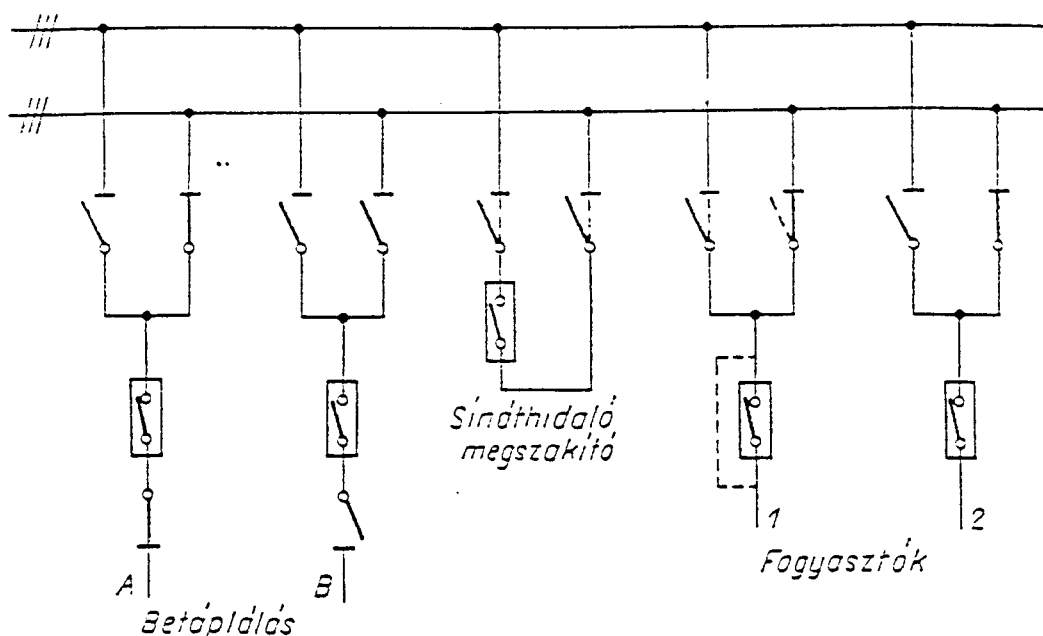 Sínáthidaló
megszakító
1
2
Fogyasztók
A
B
Betáplálás